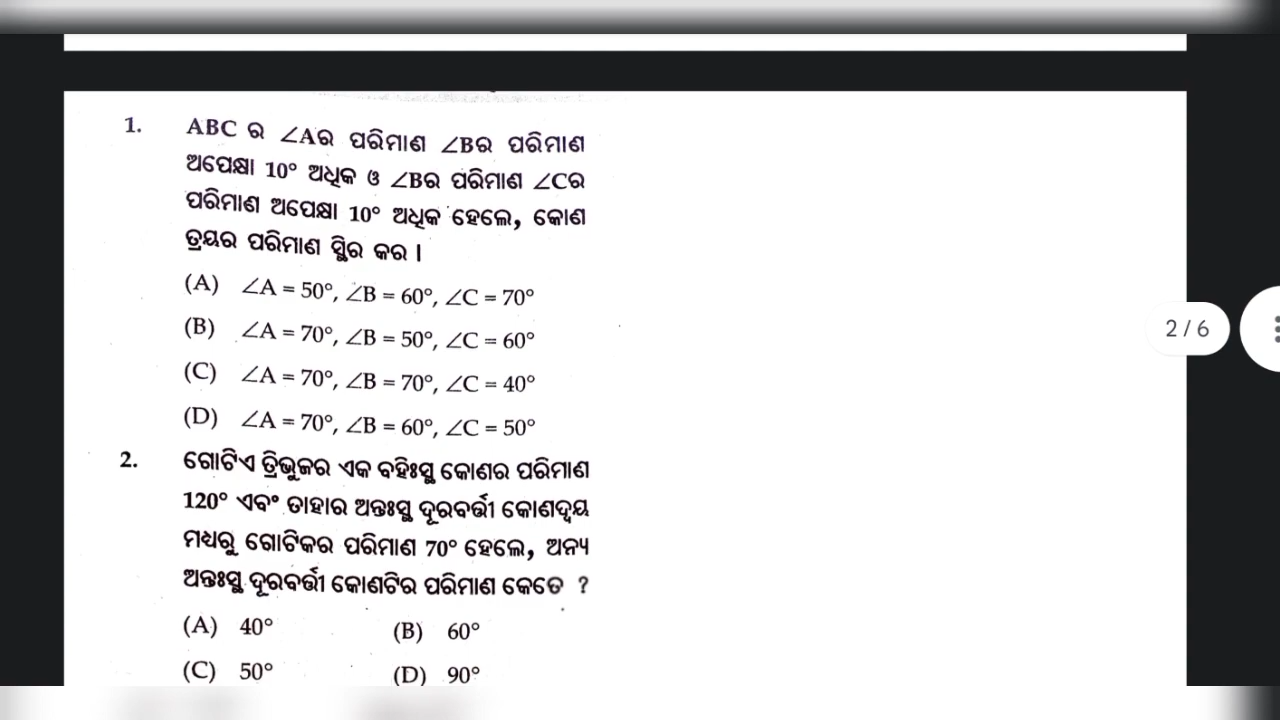 1. ABC ର ∠Aର ପରିମାଣ ∠Bର ପରିମାଣ
ଅପେକ୍ଷା 10° ଅଧିକ ଓ ∠Bର ପରିମାଣ ∠Cର
ପରିମାଣ ଅପେକ୍ଷା 10° ଅଧିକ ହେଲେ, କୋଣ
ତ୍ରୟର ପରିମାଣ ସ୍ଥିର କର ।
(A) ∠A = 50°, ∠B = 60°, ∠C = 70°
(B) ∠A = 70°, ∠B = 50°, ∠C = 60°
(C) ∠A = 70°, ∠B = 70°, ∠C = 40°
(D) ∠A = 70°, ∠B = 60°, ∠C = 50°
2 / 6
2. ଗୋଟିଏ ତ୍ରିଭୁଜର ଏକ ବହିଃସ୍ଥ କୋଣର ପରିମାଣ
120° ଏବଂ ତାହାର ଅନ୍ତଃସ୍ଥ ଦୂରବର୍ତ୍ତୀ କୋଣଦ୍ୱୟ
ମଧ୍ୟରୁ ଗୋଟିକର ପରିମାଣ 70° ହେଲେ, ଅନ୍ୟ
ଅନ୍ତଃସ୍ଥ ଦୂରବର୍ତ୍ତୀ କୋଣଟିର ପରିମାଣ କେତେ ?
(A) 40° (B) 60°
(C) 50° (D) 90°